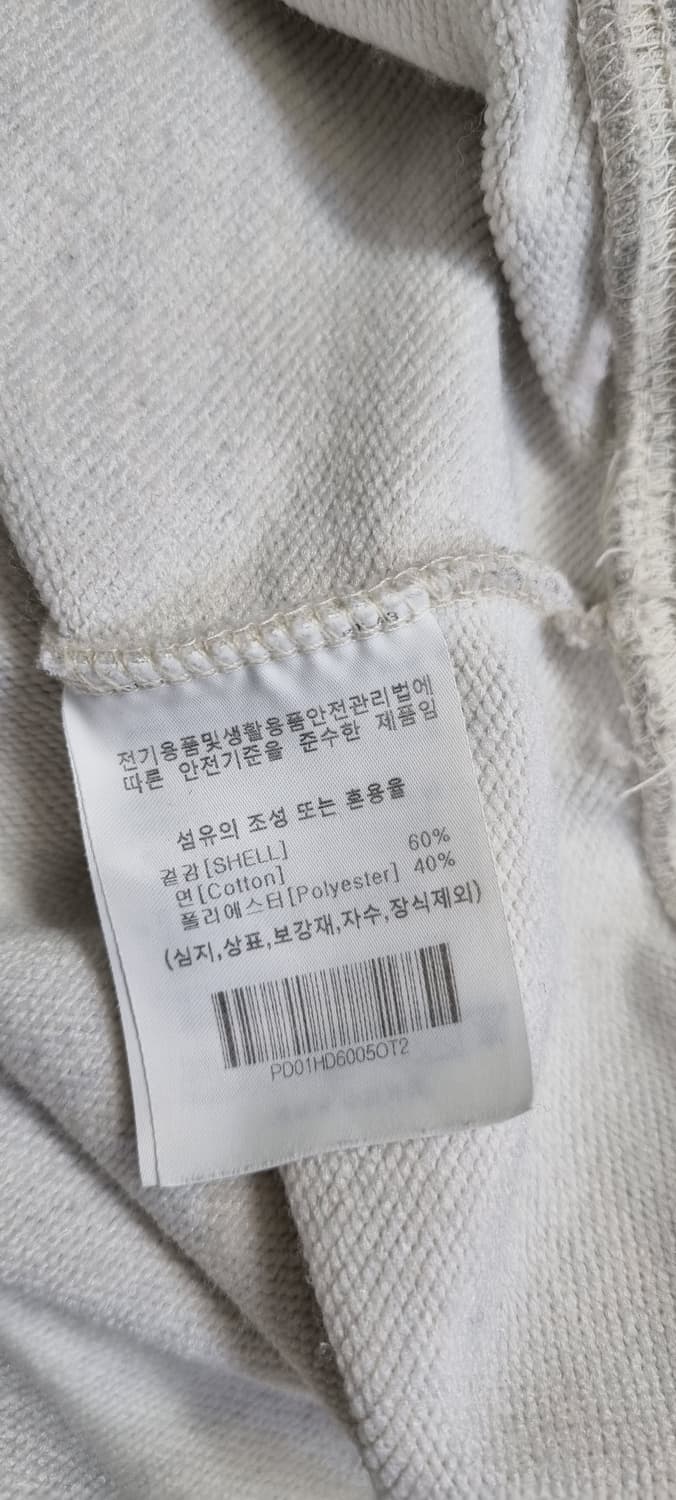 전기용품및생활용품안전관리법에
따른 안전기준을 준수한 제품임
섬유의 조성 또는 혼용율
겉감[SHELL]
면[Cotton] 60%
폴리에스터[Polyester] 40%
(심지,상표,보강재,자수,장식제외)
PD01HD6005OT2